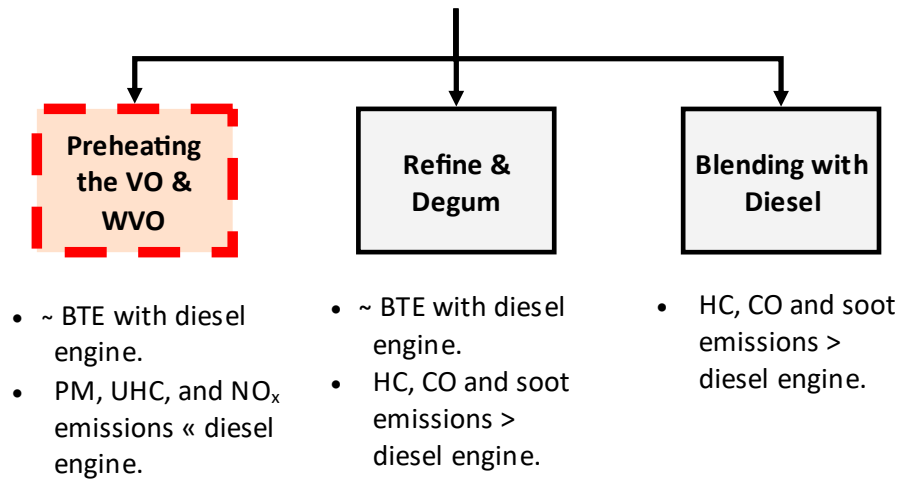 Preheating
the VO &
WVO
Refine &
Degum
Blending with
Diesel
• ~ BTE with diesel
engine.
• PM, UHC, and NOₓ
emissions « diesel
engine.
• ~ BTE with diesel
engine.
• HC, CO and soot
emissions >
diesel engine.
• HC, CO and soot
emissions >
diesel engine.